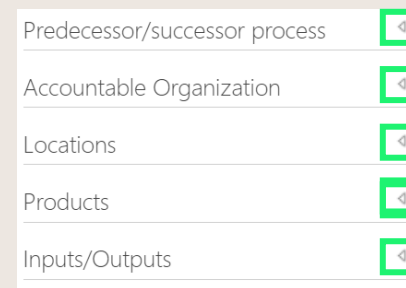 Predecessor/successor process
Accountable Organization
Locations
Products
Inputs/Outputs